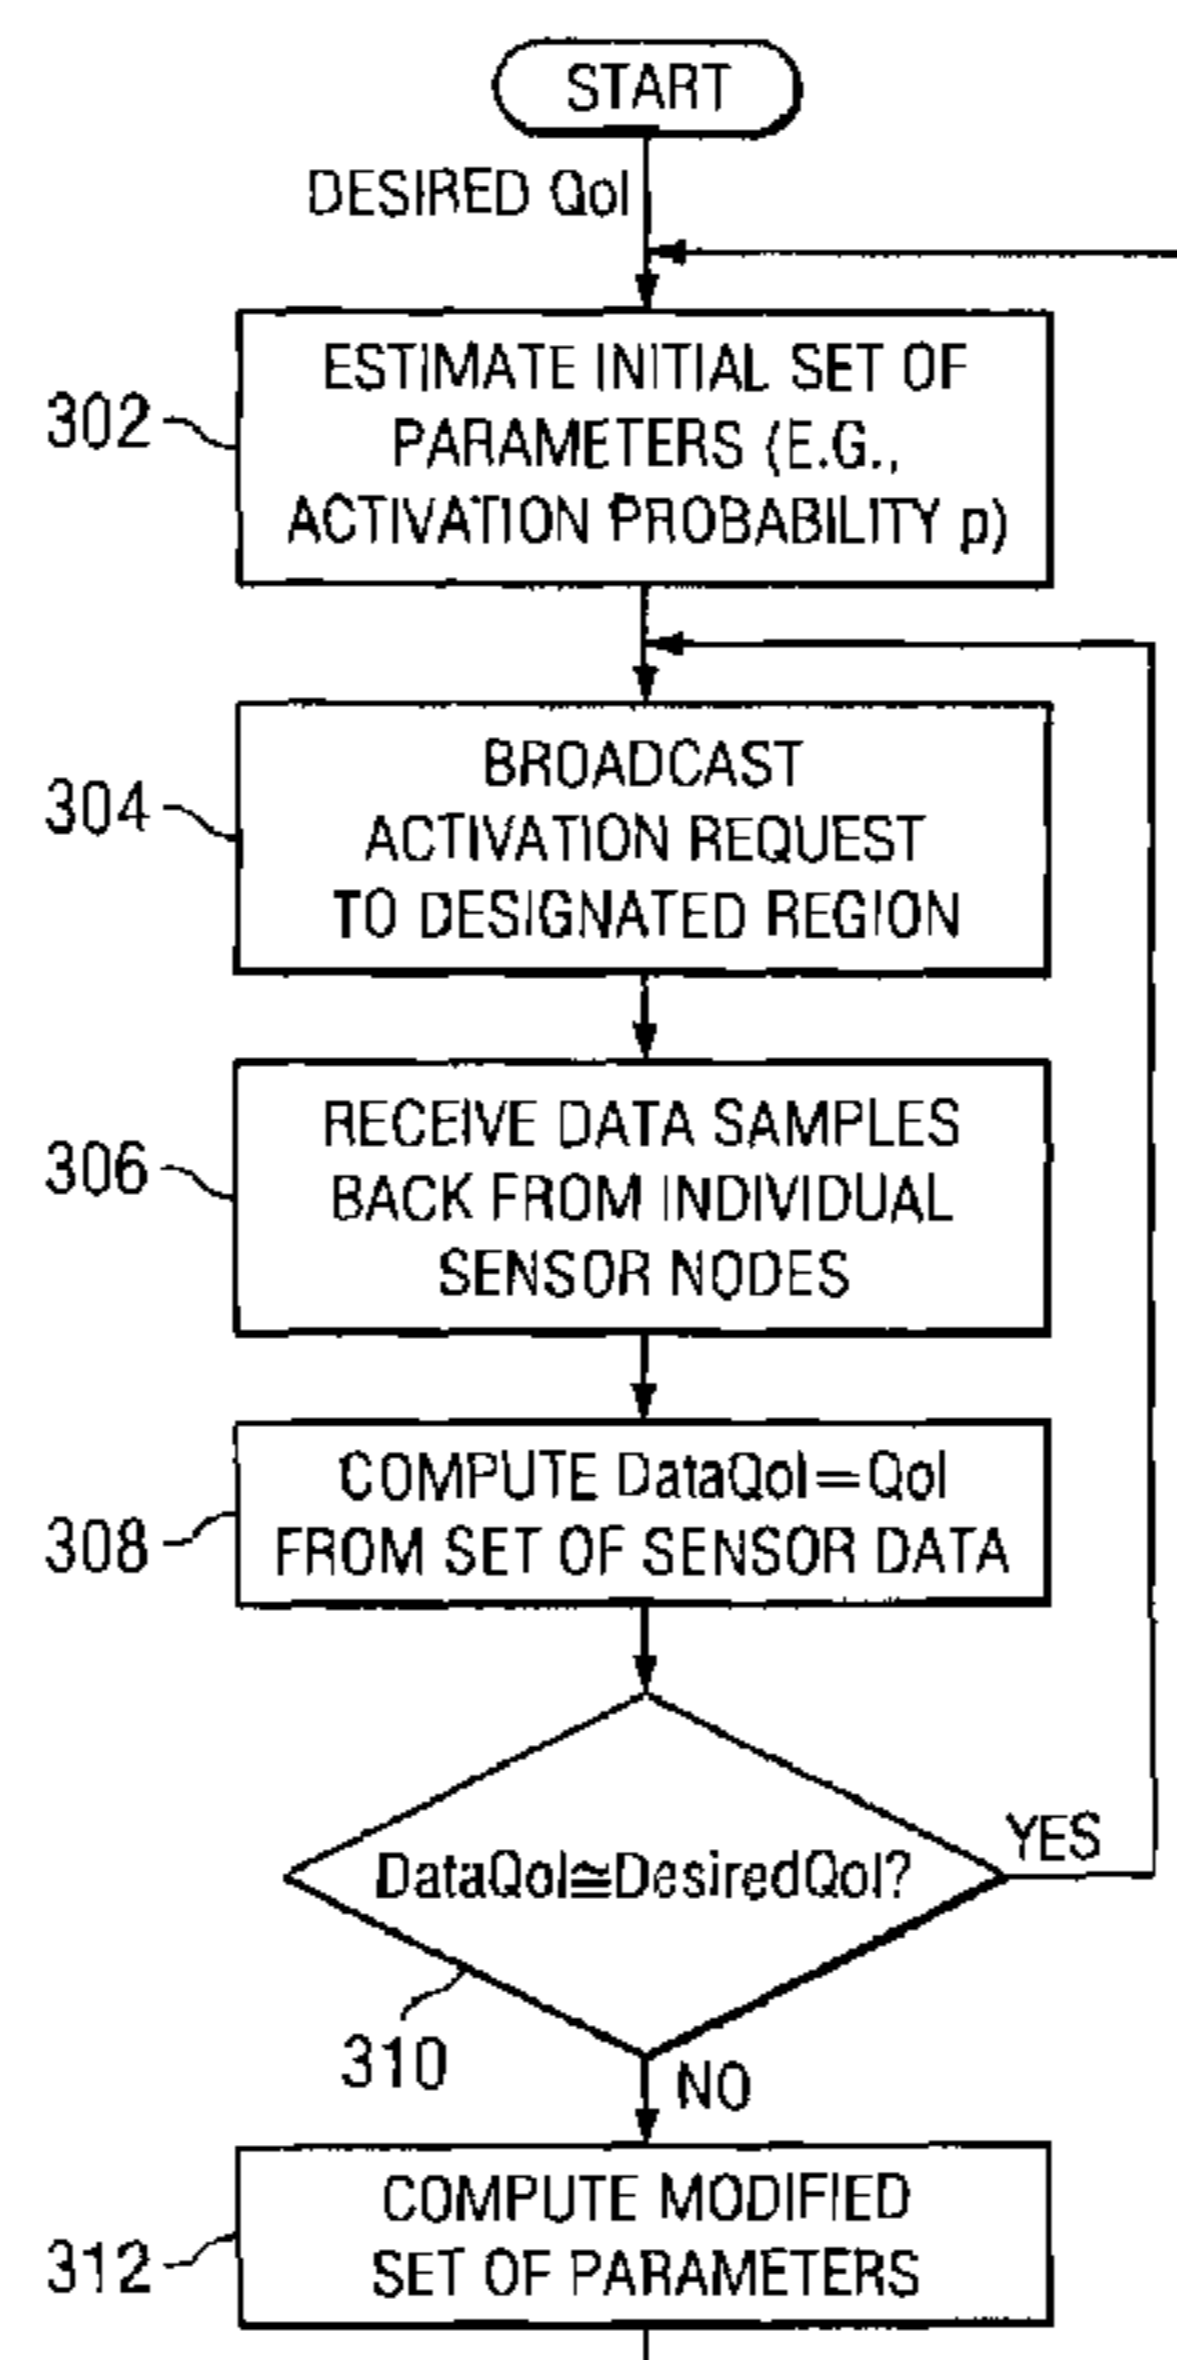 START
DESIRED QoI
302
ESTIMATE INITIAL SET OF
PARAMETERS (E.G.,
ACTIVATION PROBABILITY p)
304
BROADCAST
ACTIVATION REQUEST
TO DESIGNATED REGION
306
RECEIVE DATA SAMPLES
BACK FROM INDIVIDUAL
SENSOR NODES
308
COMPUTE DataQoI=QoI
FROM SET OF SENSOR DATA
DataQoI≅DesiredQoI?
YES
310
NO
312
COMPUTE MODIFIED
SET OF PARAMETERS